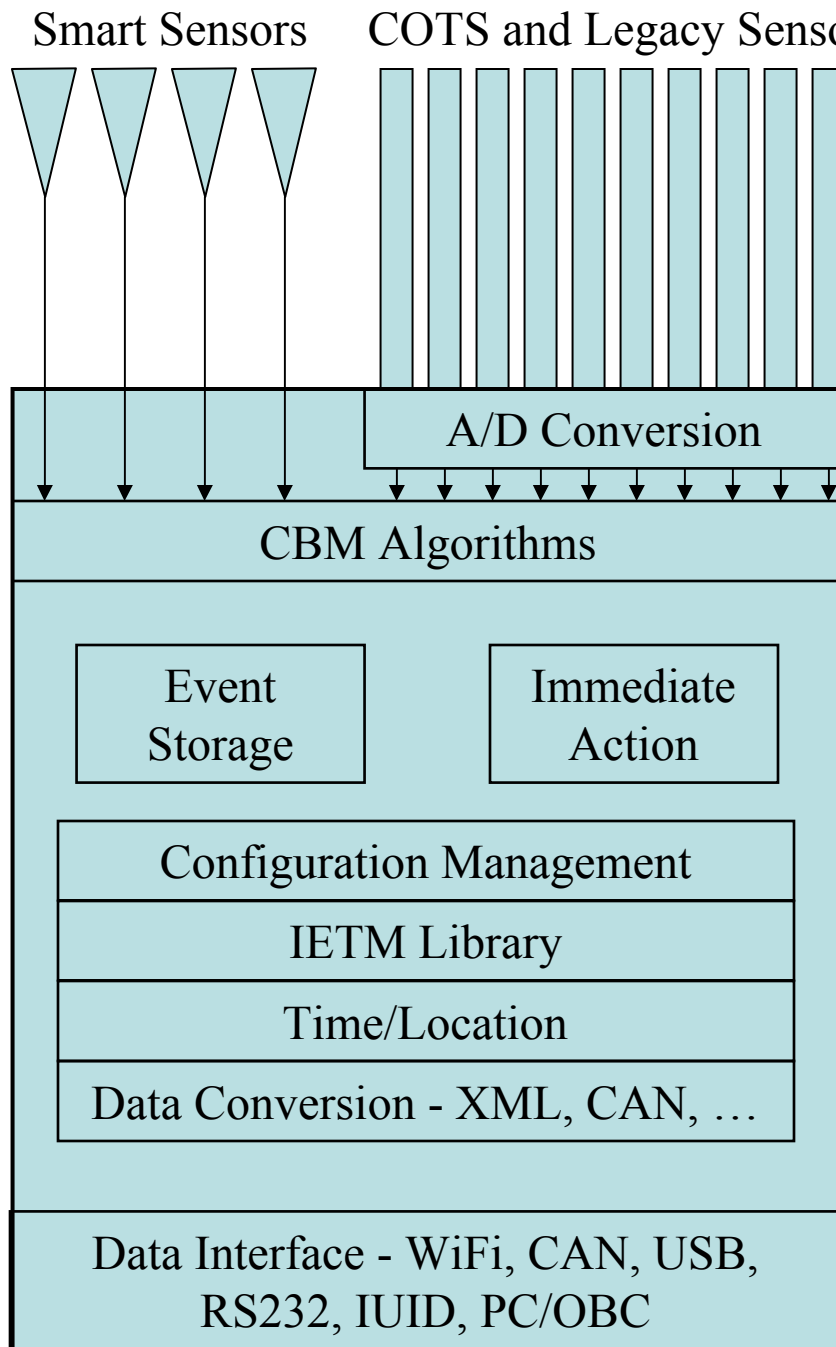 Smart Sensors
COTS and Legacy Senso
A/D Conversion
CBM Algorithms
Event
Storage
Immediate
Action
Configuration Management
IETM Library
Time/Location
Data Conversion - XML, CAN, …
Data Interface - WiFi, CAN, USB,
RS232, IUID, PC/OBC